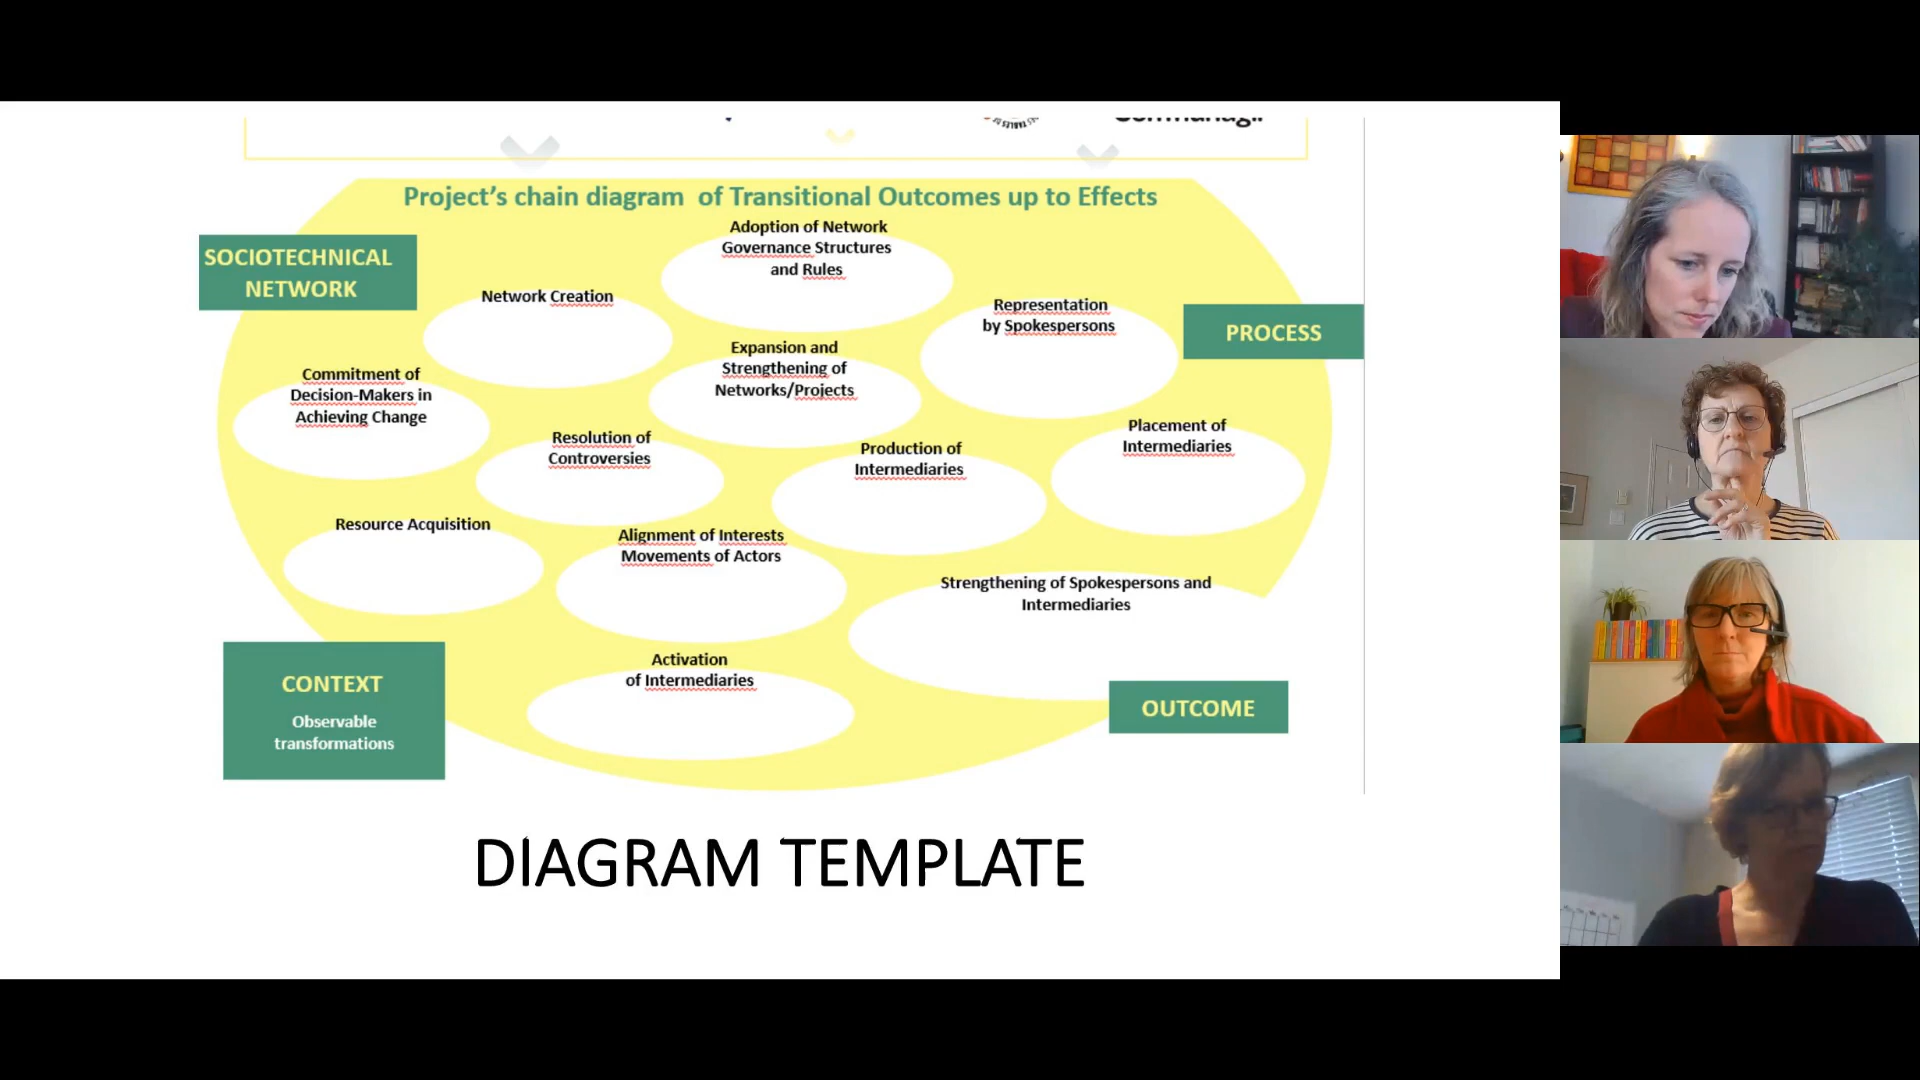 Project's chain diagram of Transitional Outcomes up to Effects
SOCIOTECHNICAL
NETWORK
Adoption of Network
Governance Structures
and Rules
Network Creation
Representation
by Spokespersons
PROCESS
Expansion and
Strengthening of
Networks/Projects
Commitment of
Decision-Makers in
Achieving Change
Resolution of
Controversies
Production of
Intermediaries
Placement of
Intermediaries
Resource Acquisition
Alignment of Interests
Movements of Actors
Strengthening of Spokespersons and
Intermediaries
CONTEXT
Observable
transformations
Activation
of Intermediaries
OUTCOME
DIAGRAM TEMPLATE